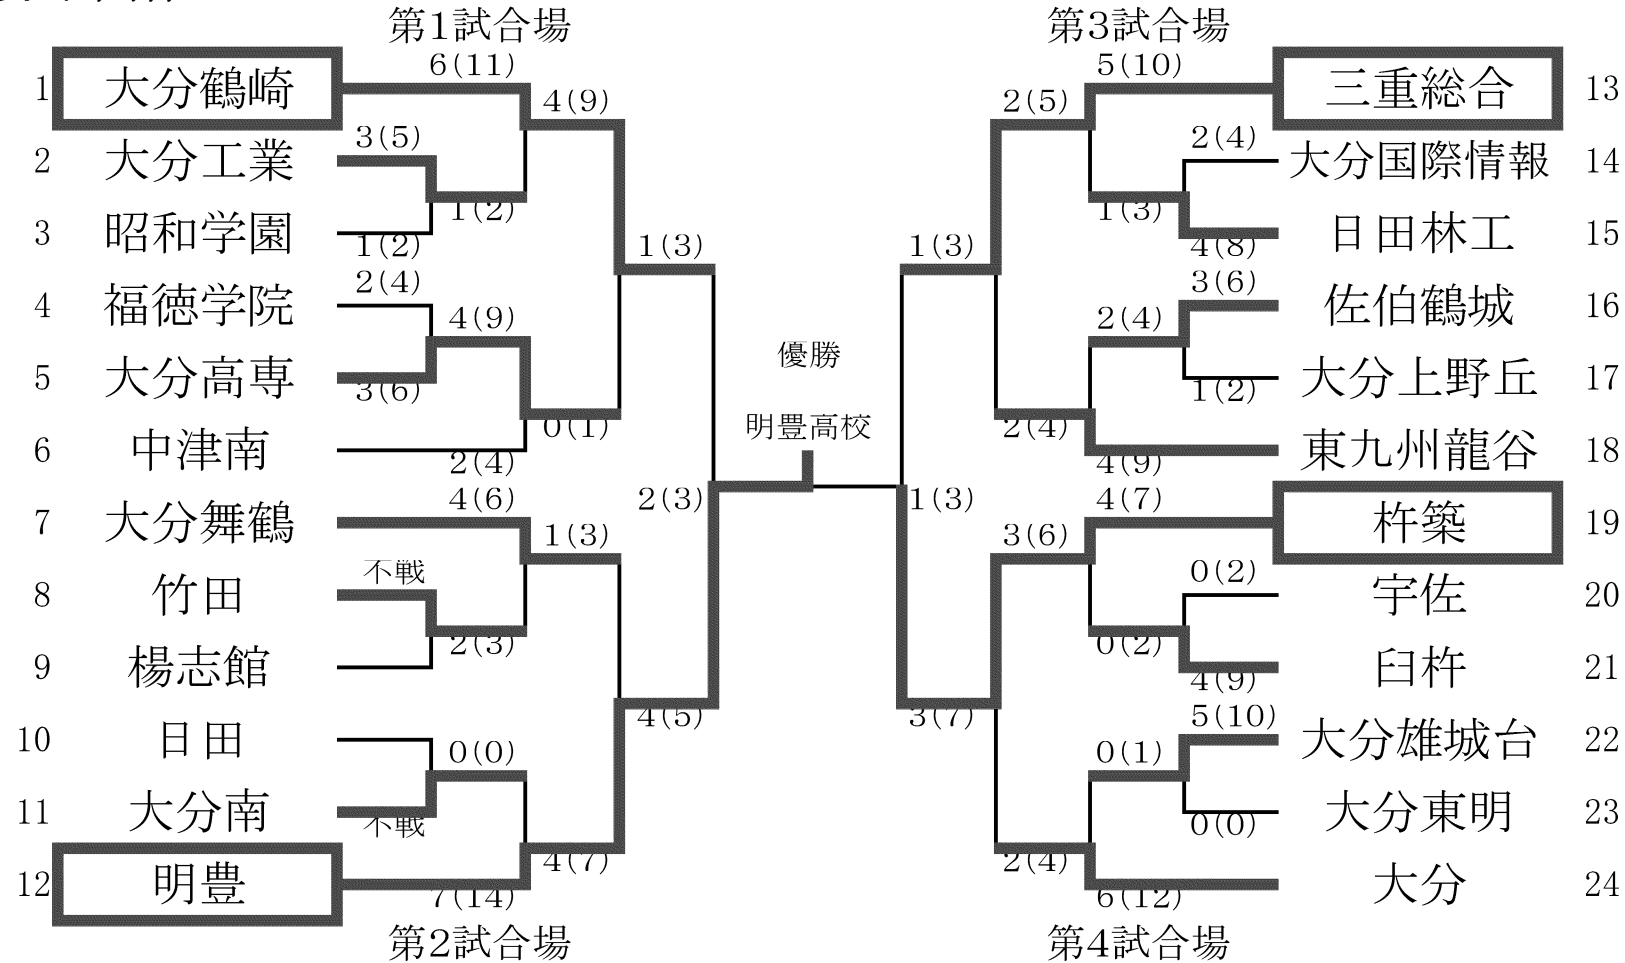 第1試合場
第3試合場
1 大分鶴崎
6(11)
4(9)
2 大分工業
3(5)
1(2)
3 昭和学園
1(2)
4 福徳学院
2(4)
4(9)
1(3)
5 大分高専
3(6)
0(1)
6 中津南
2(4)
7 大分舞鶴
4(6)
1(3)
2(3)
8 竹田
不戦
2(3)
9 楊志館
10 日田
0(0)
4(5)
11 大分南
不戦
12 明豊
7(14)
4(7)
優勝
明豊高校
5(10)
三重総合 13
2(5)
2(4)
大分国際情報 14
1(3)
4(8)
日田林工 15
1(3)
3(6)
佐伯鶴城 16
2(4)
1(2)
大分上野丘 17
2(4)
4(9)
東九州龍谷 18
1(3)
4(7)
杵築 19
3(6)
0(2)
宇佐 20
0(2)
4(9)
臼杵 21
3(7)
5(10)
大分雄城台 22
0(1)
0(0)
大分東明 23
2(4)
6(12)
大分 24
第2試合場
第4試合場